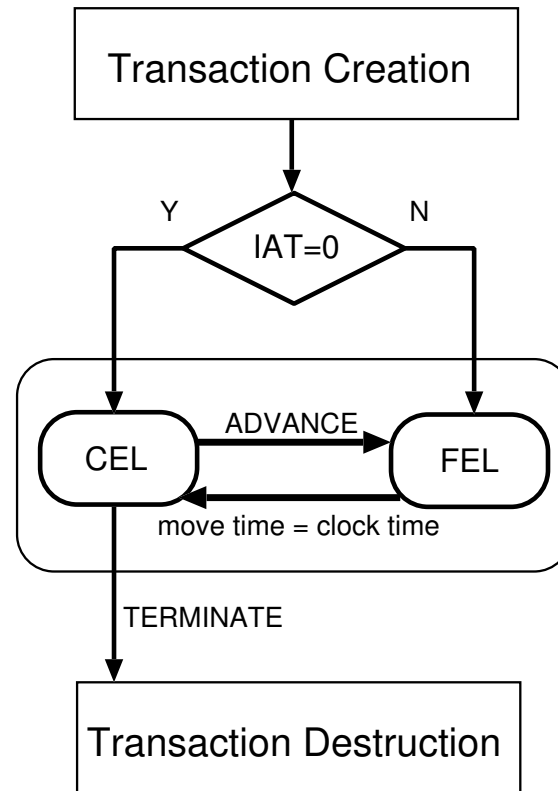 Transaction Creation
Y
N
IAT=0
ADVANCE
CEL
FEL
move time = clock time
TERMINATE
Transaction Destruction